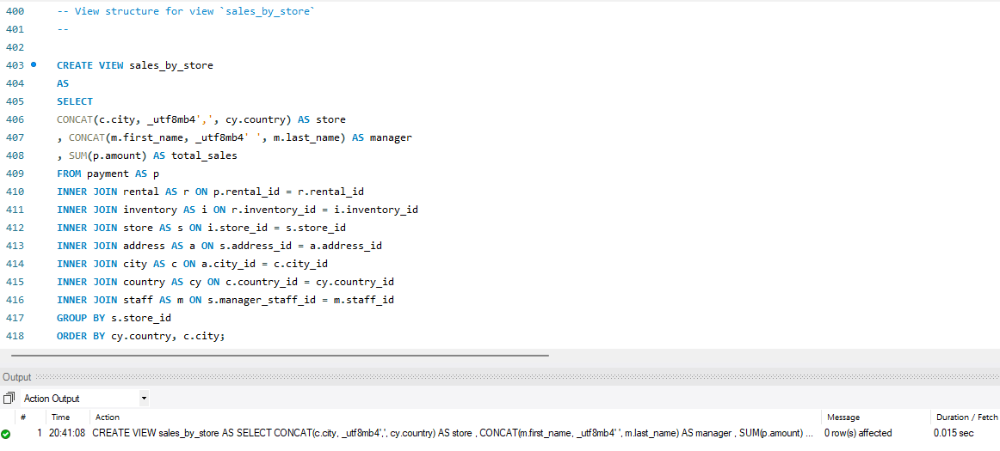 400 -- View structure for view `sales_by_store`
401 --
402
403 CREATE VIEW sales_by_store
404 AS
405 SELECT
406 CONCAT(c.city, _utf8mb4',', cy.country) AS store
407 , CONCAT(m.first_name, _utf8mb4' ', m.last_name) AS manager
408 , SUM(p.amount) AS total_sales
409 FROM payment AS p
410 INNER JOIN rental AS r ON p.rental_id = r.rental_id
411 INNER JOIN inventory AS i ON r.inventory_id = i.inventory_id
412 INNER JOIN store AS s ON i.store_id = s.store_id
413 INNER JOIN address AS a ON s.address_id = a.address_id
414 INNER JOIN city AS c ON a.city_id = c.city_id
415 INNER JOIN country AS cy ON c.country_id = cy.country_id
416 INNER JOIN staff AS m ON s.manager_staff_id = m.staff_id
417 GROUP BY s.store_id
418 ORDER BY cy.country, c.city;
Output
Action Output
# Time Action Message Duration / Fetch
1 20:41:08 CREATE VIEW sales_by_store AS SELECT CONCAT(c.city, _utf8mb4',', cy.country) AS store , CONCAT(m.first_name, _utf8mb4' ', m.last_name) AS manager , SUM(p.amount) ... 0 row(s) affected 0.015 sec